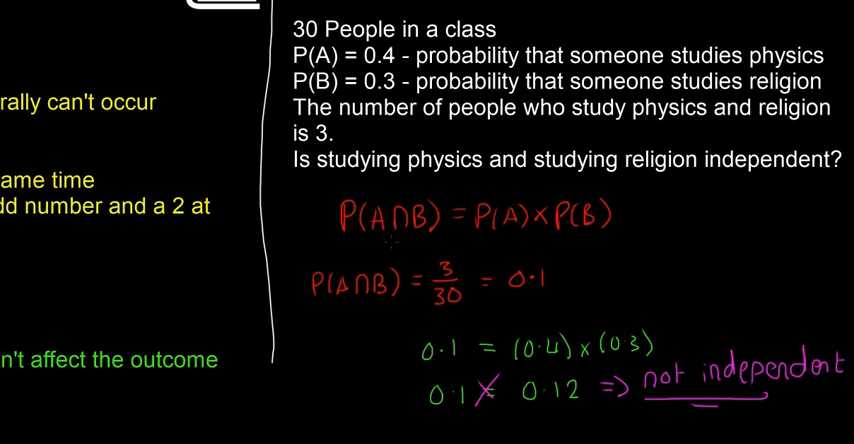 30 People in a class
P(A) = 0.4 - probability that someone studies physics
P(B) = 0.3 - probability that someone studies religion
The number of people who study physics and religion
is 3.
Is studying physics and studying religion independent?
rally can't occur
ame time
dd number and a 2 at
n't affect the outcome
P(A∩B) = P(A) × P(B)
P(A∩B) = 3/30 = 0.1
0.1 = (0.4) × (0.3)
0.1 ≠ 0.12 => not independent